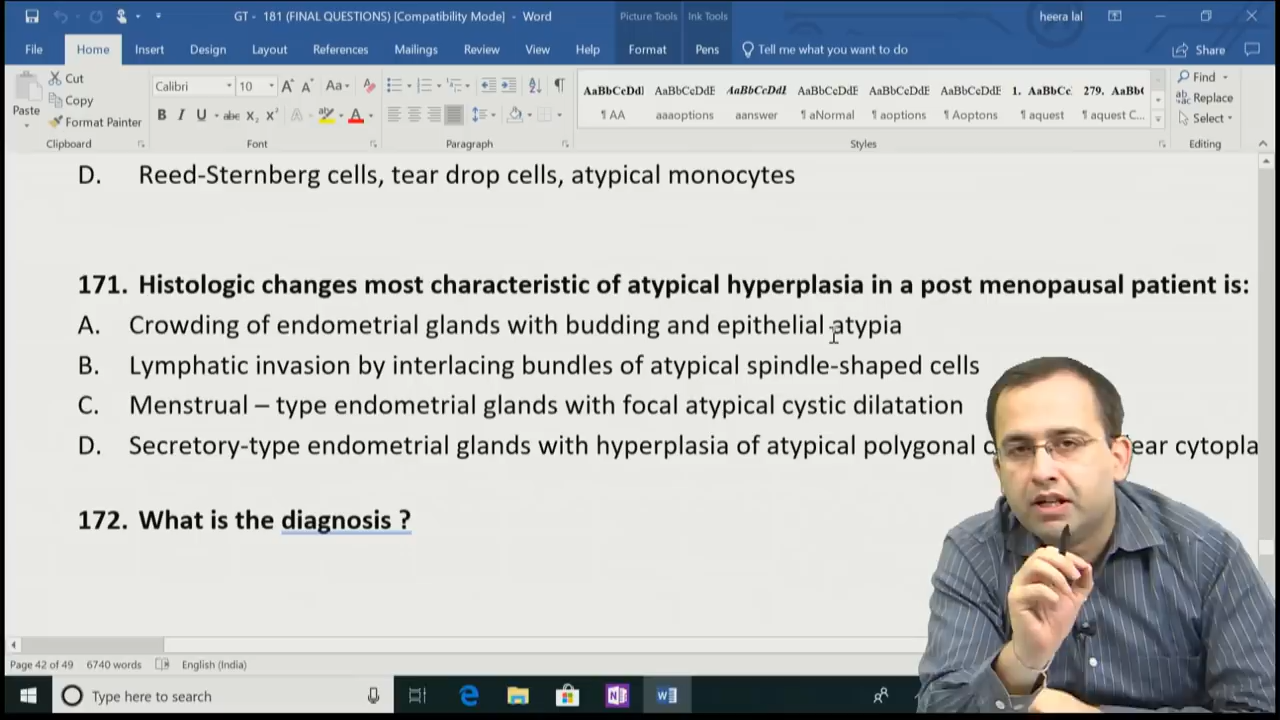 GT - 181 (FINAL QUESTIONS) [Compatibility Mode] - Word
Picture Tools
Ink Tools
heera lal
File
Home
Insert
Design
Layout
References
Mailings
Review
View
Help
Format
Pens
Tell me what you want to do
Share
Paste
Cut
Copy
Format Painter
Clipboard
Calibri
10
Font
Paragraph
AaBbCcDdI
¶ AA
AaBbCcDdE
aaaoptions
AaBbCcDdI
aanswer
AaBbCcDdE
¶ aNormal
AaBbCcDdE
¶ aoptions
AaBbCcDdE
¶ Aoptons
1. AaBbCc
¶ aquest
279. AaBb(
¶ aquest C...
Styles
Find
Replace
Select
Editing
D. Reed-Sternberg cells, tear drop cells, atypical monocytes
171. Histologic changes most characteristic of atypical hyperplasia in a post menopausal patient is:
A. Crowding of endometrial glands with budding and epithelial atypia
B. Lymphatic invasion by interlacing bundles of atypical spindle-shaped cells
C. Menstrual – type endometrial glands with focal atypical cystic dilatation
D. Secretory-type endometrial glands with hyperplasia of atypical polygonal
172. What is the diagnosis ?
Page 42 of 49
6740 words
English (India)
Type here to search